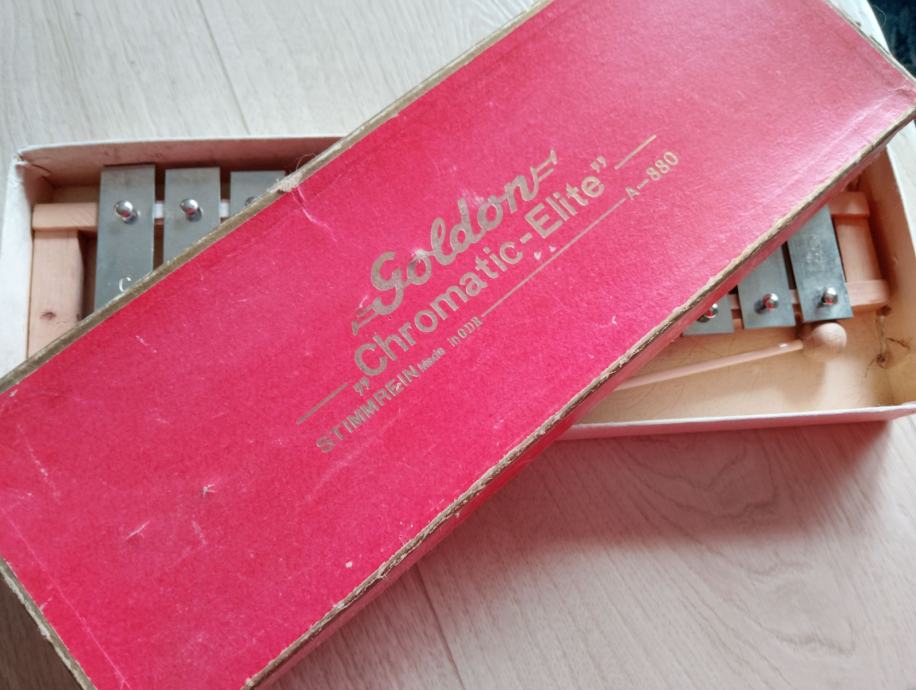 Goldon
„Chromatic-Elite”
STIMMREIN Made in GDR A-880
C